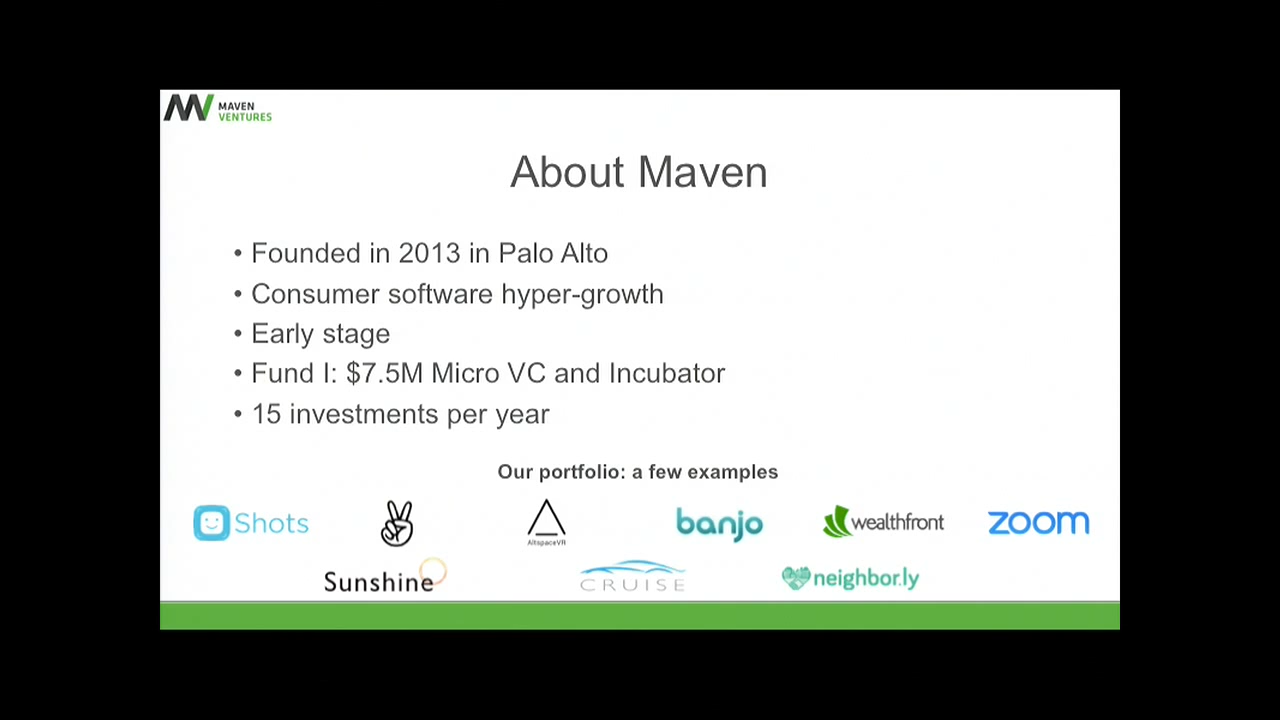 MAVEN
VENTURES
About Maven
• Founded in 2013 in Palo Alto
• Consumer software hyper-growth
• Early stage
• Fund I: $7.5M Micro VC and Incubator
• 15 investments per year
Our portfolio: a few examples
Shots
AltspaceVR
banjo
wealthfront
zoom
Sunshine
CRUISE
neighbor.ly